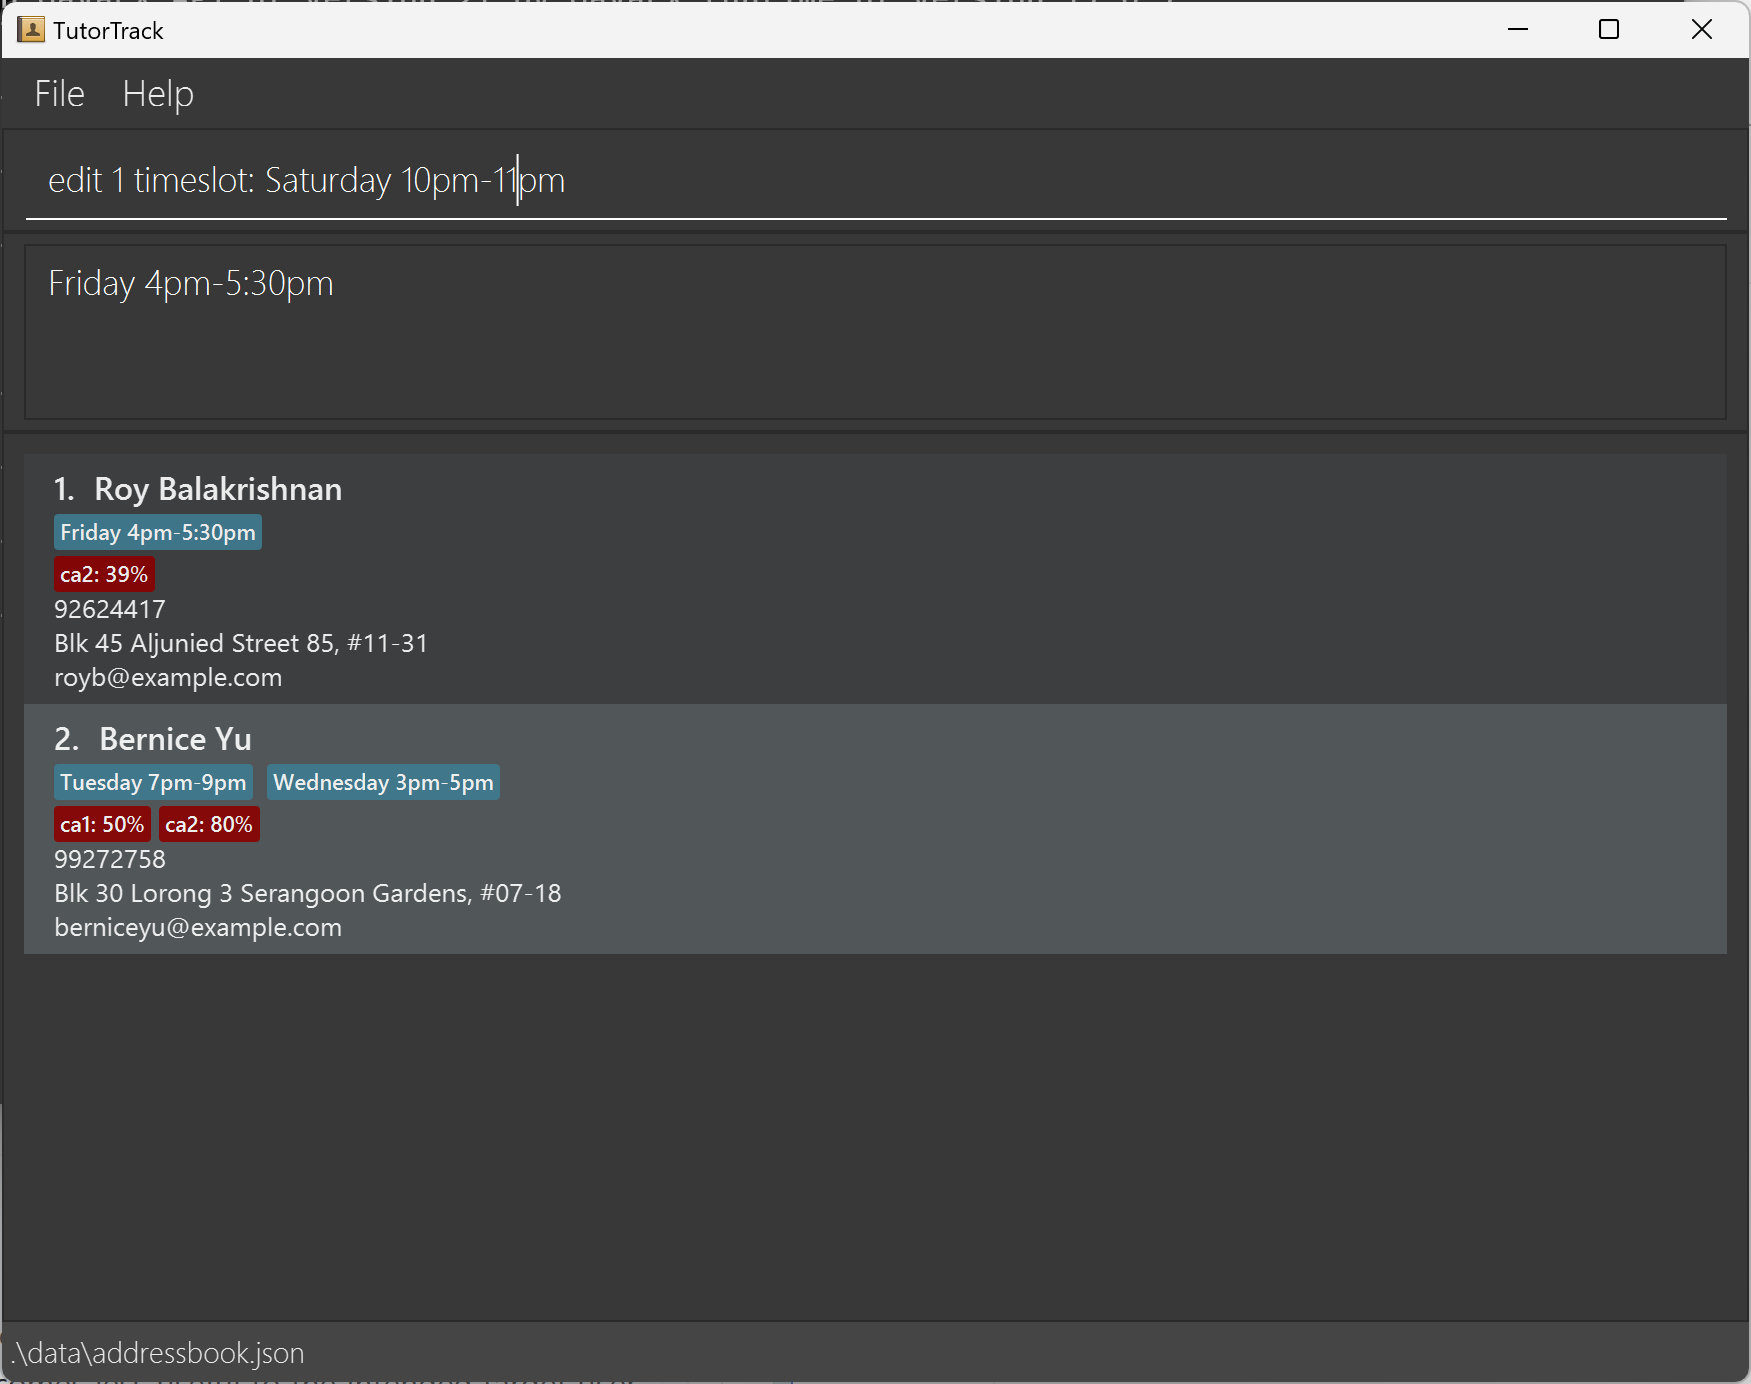 TutorTrack
File Help
edit 1 timeslot: Saturday 10pm-11pm
Friday 4pm-5:30pm
1. Roy Balakrishnan
Friday 4pm-5:30pm
ca2: 39%
92624417
Blk 45 Aljunied Street 85, #11-31
royb@example.com
2. Bernice Yu
Tuesday 7pm-9pm Wednesday 3pm-5pm
ca1: 50% ca2: 80%
99272758
Blk 30 Lorong 3 Serangoon Gardens, #07-18
berniceyu@example.com
.\data\addressbook.json